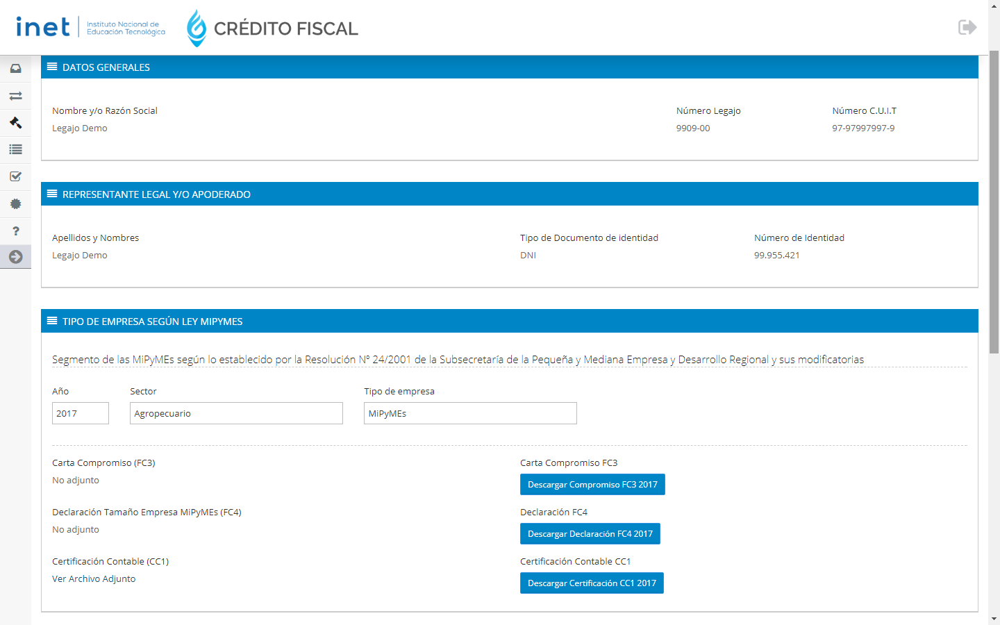 inet
Instituto Nacional de
Educación Tecnológica
CRÉDITO FISCAL
DATOS GENERALES
Nombre y/o Razón Social
Número Legajo
Número C.U.I.T
Legajo Demo
9909-00
97-97997997-9
?
REPRESENTANTE LEGAL Y/O APODERADO
Apellidos y Nombres
Tipo de Documento de identidad
Número de Identidad
Legajo Demo
DNI
99.955.421
TIPO DE EMPRESA SEGÚN LEY MIPYMES
Segmento de las MiPyMEs según lo establecido por la Resolución Nº 24/2001 de la Subsecretaría de la Pequeña y Mediana Empresa y Desarrollo Regional y sus modificatorias
Año
Sector
Tipo de empresa
2017
Agropecuario
MiPyMEs
Carta Compromiso (FC3)
Carta Compromiso FC3
No adjunto
Descargar Compromiso FC3 2017
Declaración Tamaño Empresa MiPyMEs (FC4)
Declaración FC4
No adjunto
Descargar Declaración FC4 2017
Certificación Contable (CC1)
Certificación Contable CC1
Ver Archivo Adjunto
Descargar Certificación CC1 2017